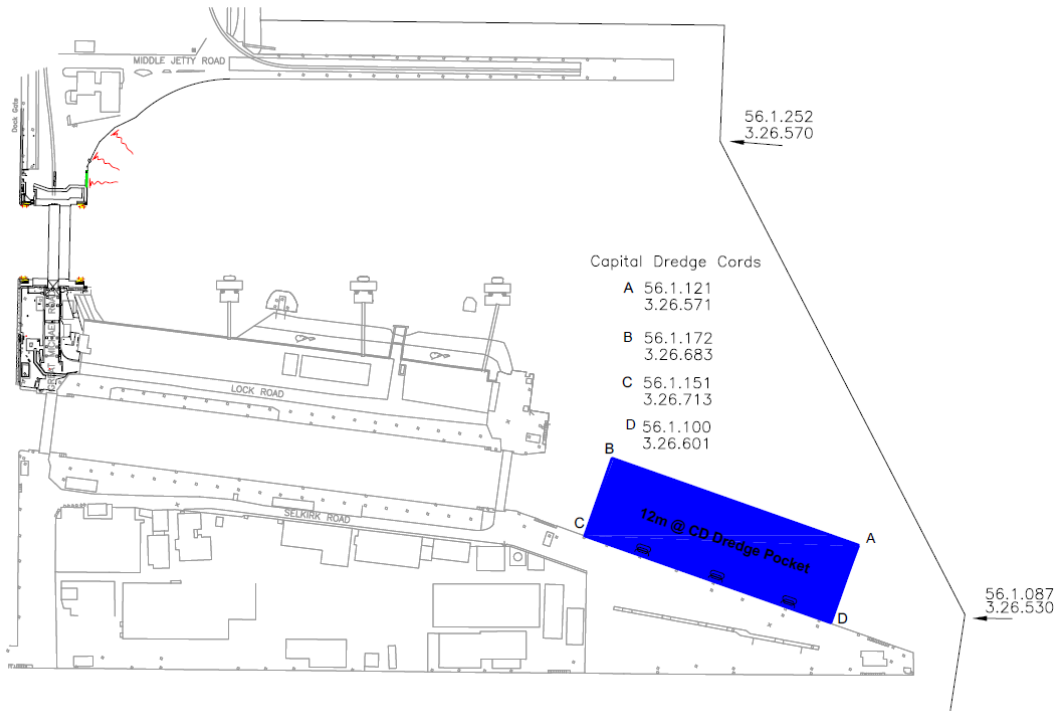 MIDDLE JETTY ROAD
Dock Gate
56.1.252
3.26.570
Capital Dredge Cords
A 56.1.121
3.26.571
B 56.1.172
3.26.683
C 56.1.151
3.26.713
D 56.1.100
3.26.601
LOCK ROAD
SELKIRK ROAD
B
C
A
D
12m @ CD Dredge Pocket
56.1.087
3.26.530